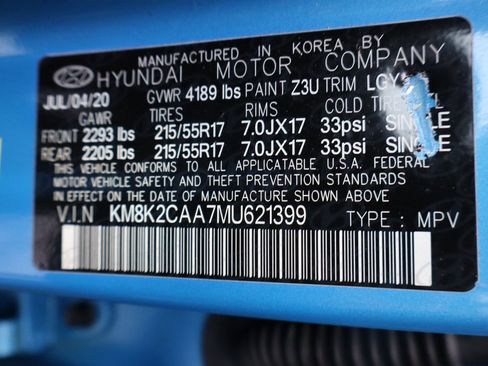 MANUFACTURED IN KOREA BY
HYUNDAI MOTOR COMPANY
JUL/04/20 GVWR 4189 lbs PAINT Z3U TRIM
GAWR TIRES RIMS COLD
FRONT 2293 lbs 215/55R17 7.0JX17 33psi
REAR 2205 lbs 215/55R17 7.0JX17 33psi
THIS VEHICLE CONFORMS TO ALL APPLICABLE U.S.A. FEDERAL
MOTOR VEHICLE SAFETY AND THEFT PREVENTION STANDARDS
IN EFFECT ON THE DATE OF MANUFACTURE SHOWN ABOVE
V.I.N KM8K2CAA7MU621399 TYPE : MPV